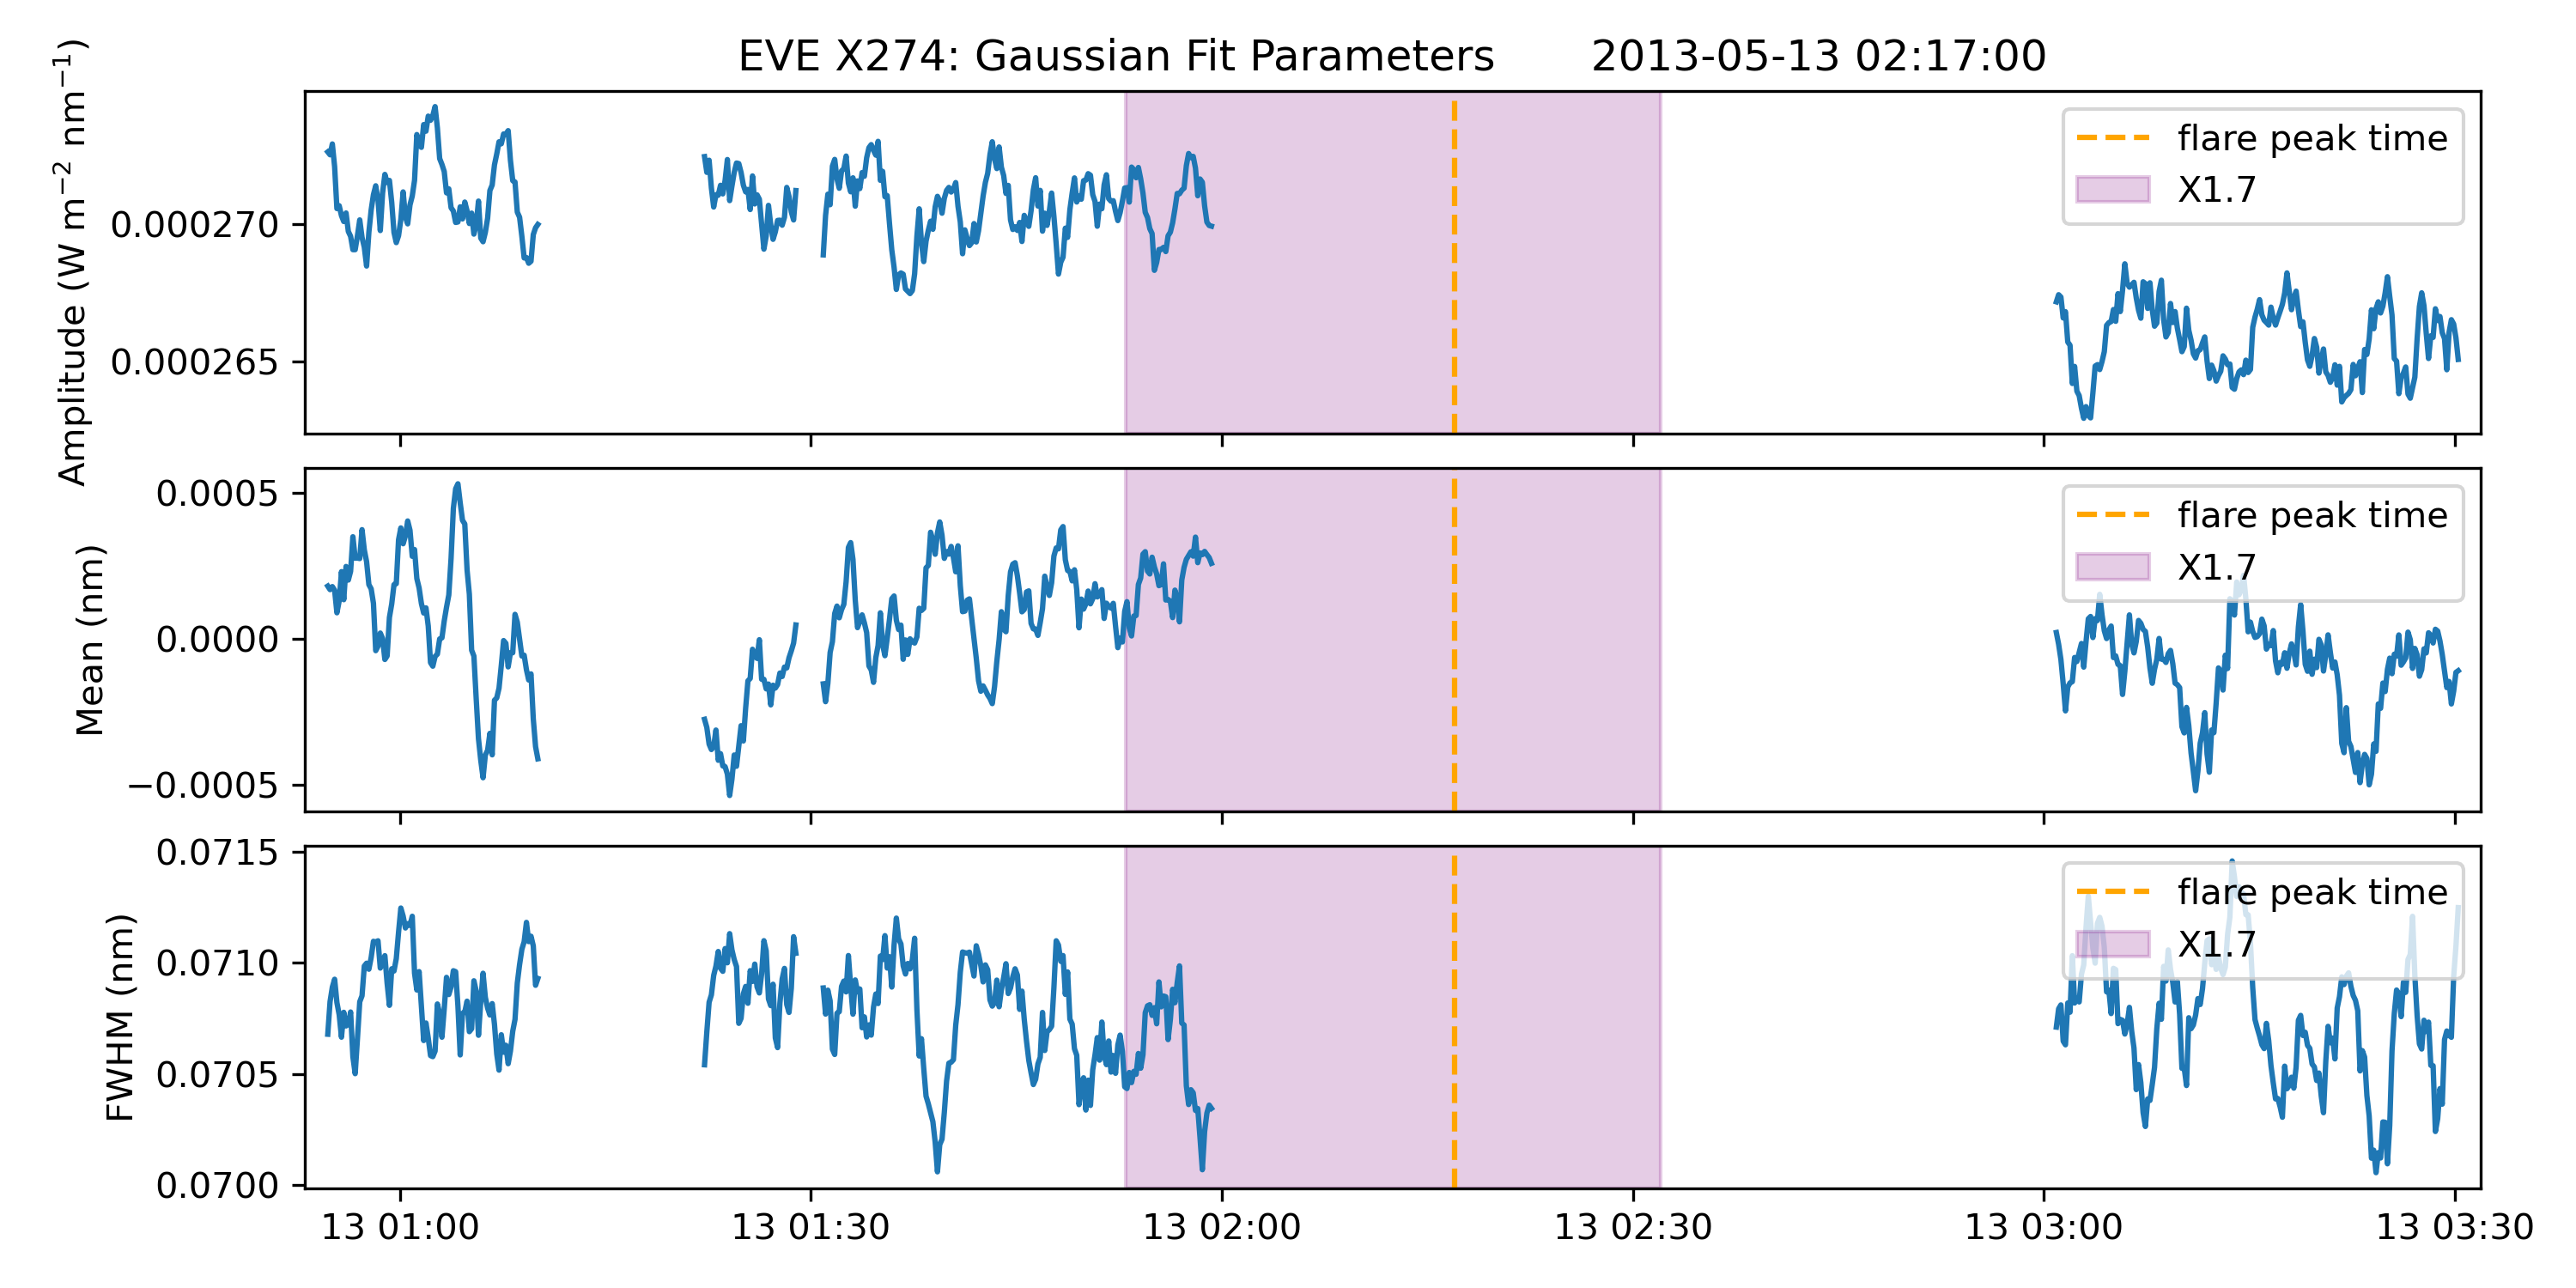 EVE X274: Gaussian Fit Parameters 2013-05-13 02:17:00
Amplitude (W m⁻² nm⁻¹)
0.000270
0.000265
flare peak time
X1.7
Mean (nm)
0.0005
0.0000
−0.0005
flare peak time
X1.7
FWHM (nm)
0.0715
0.0710
0.0705
0.0700
flare peak time
X1.7
13 01:00 13 01:30 13 02:00 13 02:30 13 03:00 13 03:30